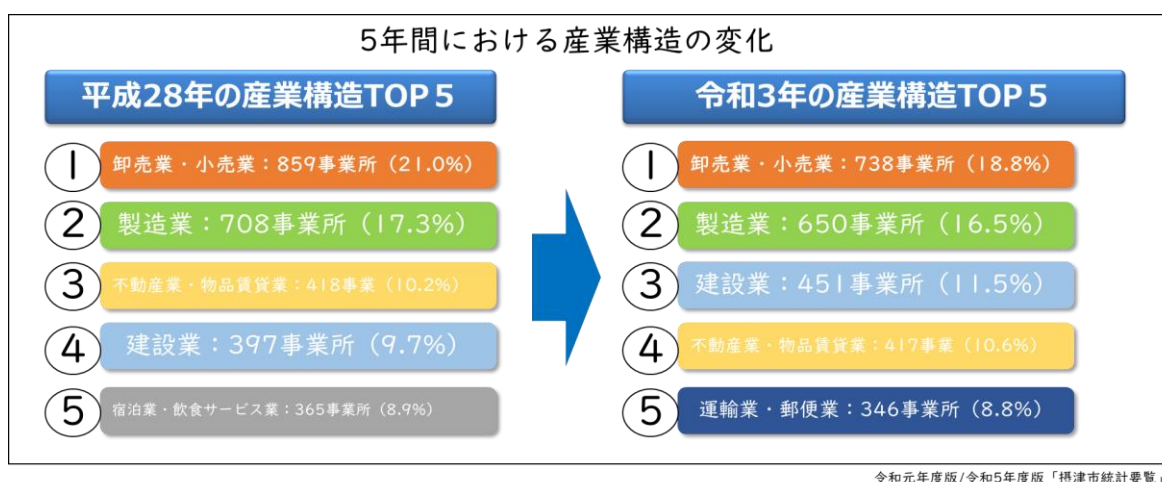 5年間における産業構造の変化
平成28年の産業構造TOP5
① 卸売業・小売業：859事業所（21.0%）
② 製造業：708事業所（17.3%）
③ 不動産業・物品賃貸業：418事業（10.2%）
④ 建設業：397事業所（9.7%）
⑤ 宿泊業・飲食サービス業：365事業所（8.9%）
令和3年の産業構造TOP5
① 卸売業・小売業：738事業所（18.8%）
② 製造業：650事業所（16.5%）
③ 建設業：451事業所（11.5%）
④ 不動産業・物品賃貸業：417事業（10.6%）
⑤ 運輸業・郵便業：346事業所（8.8%）
令和元年度版/令和5年度版「摂津市統計要覧」